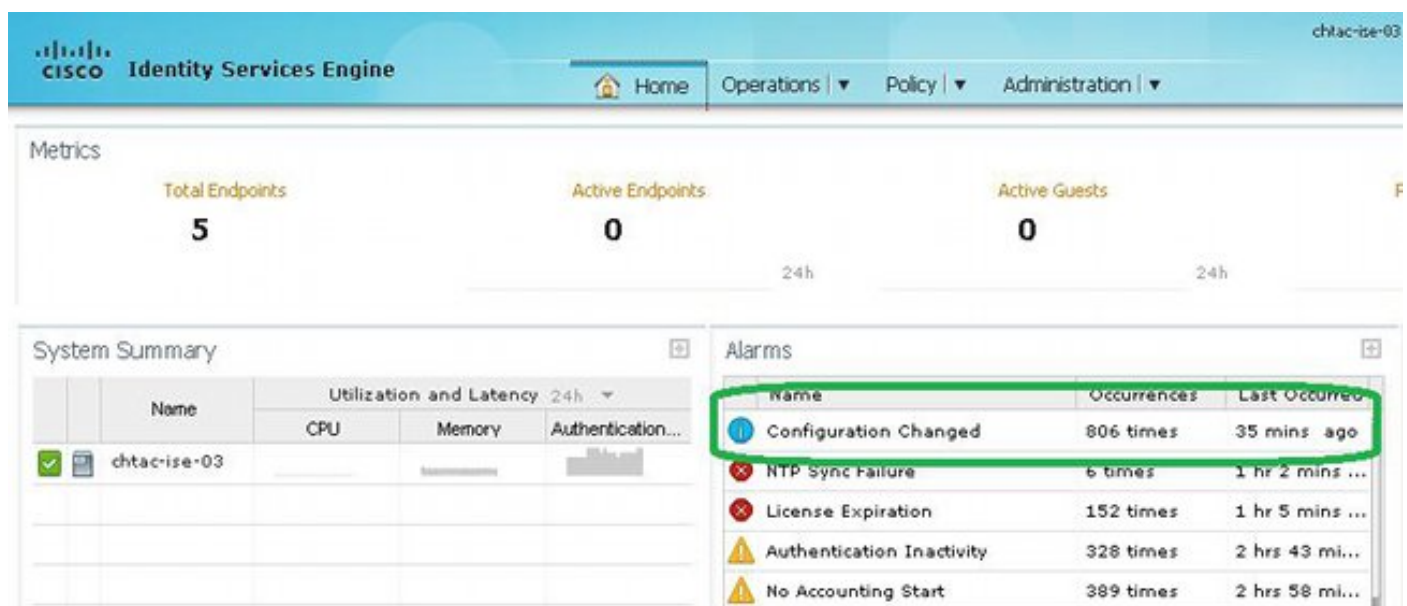 chtac-ise-03
CISCO Identity Services Engine
Home Operations Policy Administration
Metrics
Total Endpoints Active Endpoints Active Guests
5 0 0
24h 24h
System Summary
Name Utilization and Latency 24h
CPU Memory Authentication...
chtac-ise-03
Alarms
Name Occurrences Last Occurred
Configuration Changed 806 times 35 mins ago
NTP Sync Failure 6 times 1 hr 2 mins ...
License Expiration 152 times 1 hr 5 mins ...
Authentication Inactivity 328 times 2 hrs 43 mi...
No Accounting Start 389 times 2 hrs 58 mi...